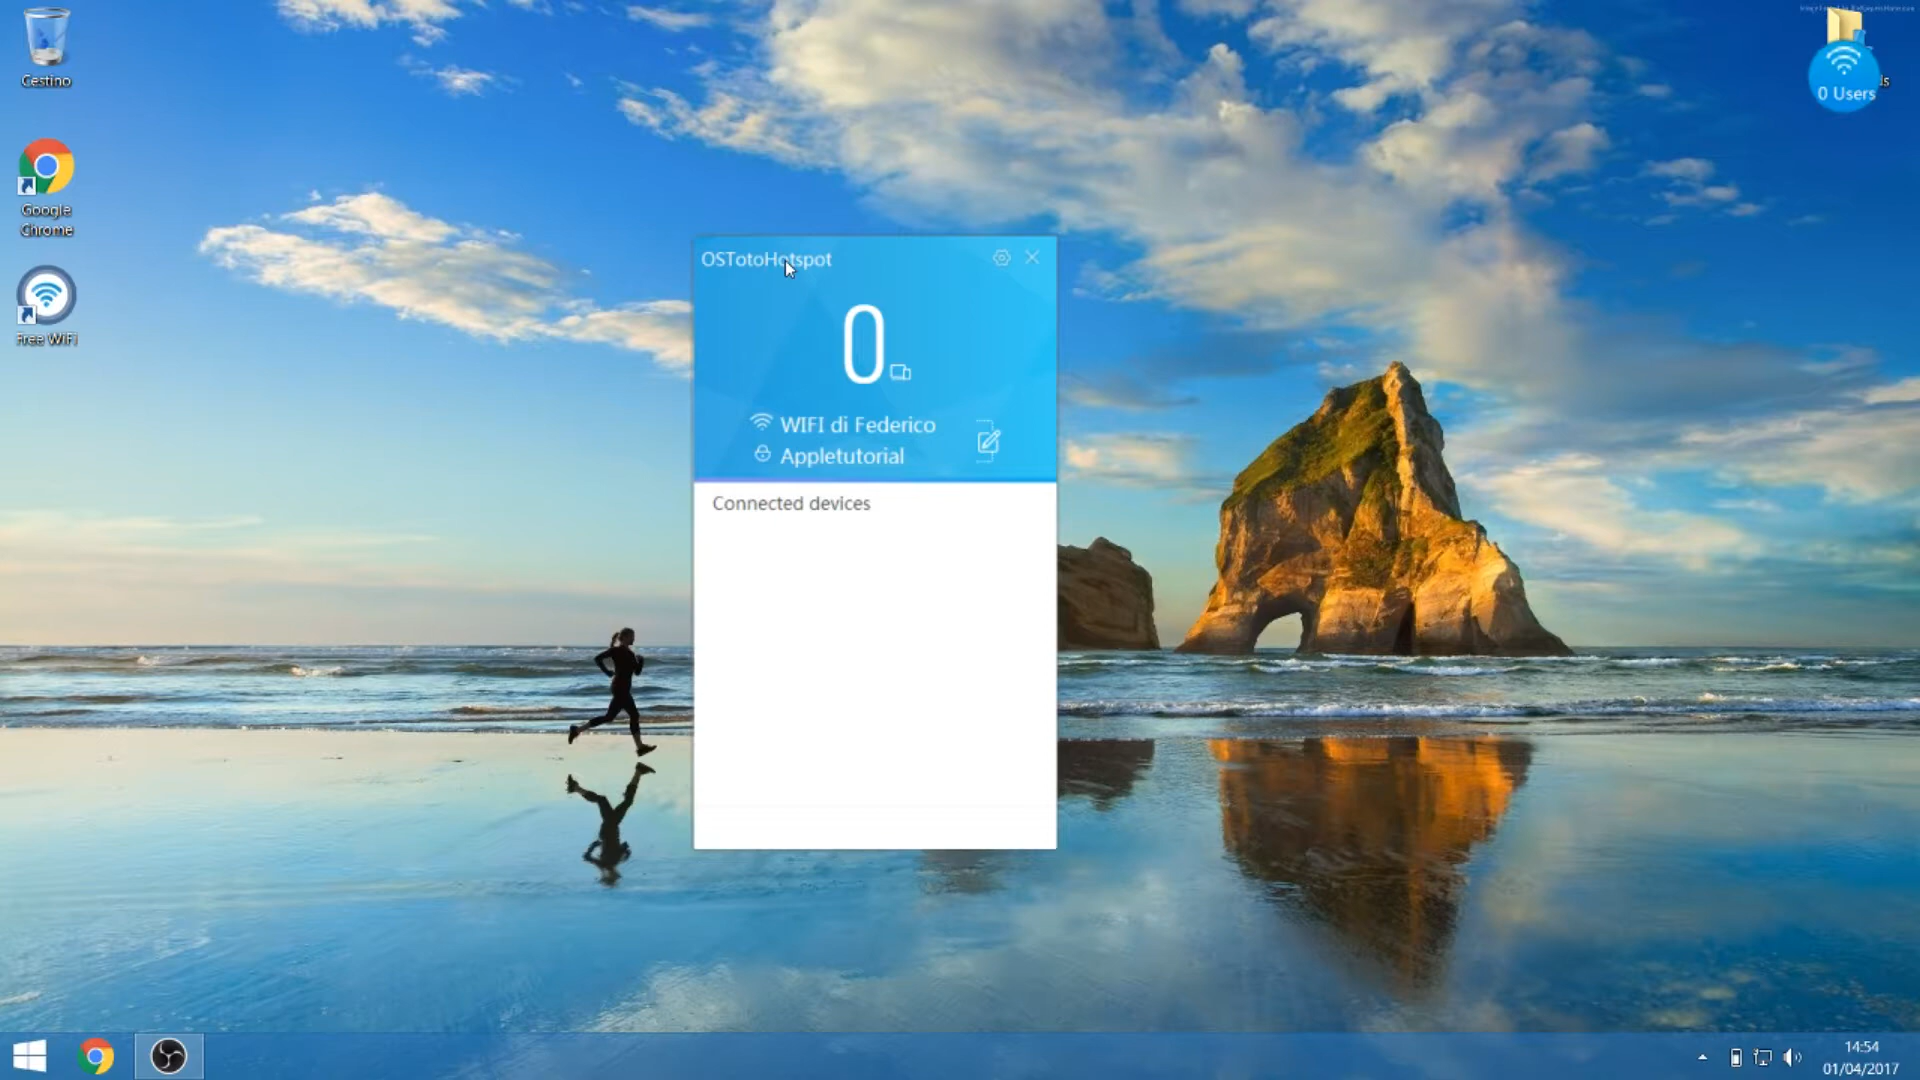 Cestino
Google
Chrome
Free WiFi
0 Users
OSTotoHotspot
0
WIFI di Federico
Appletutorial
Connected devices
14:54
01/04/2017